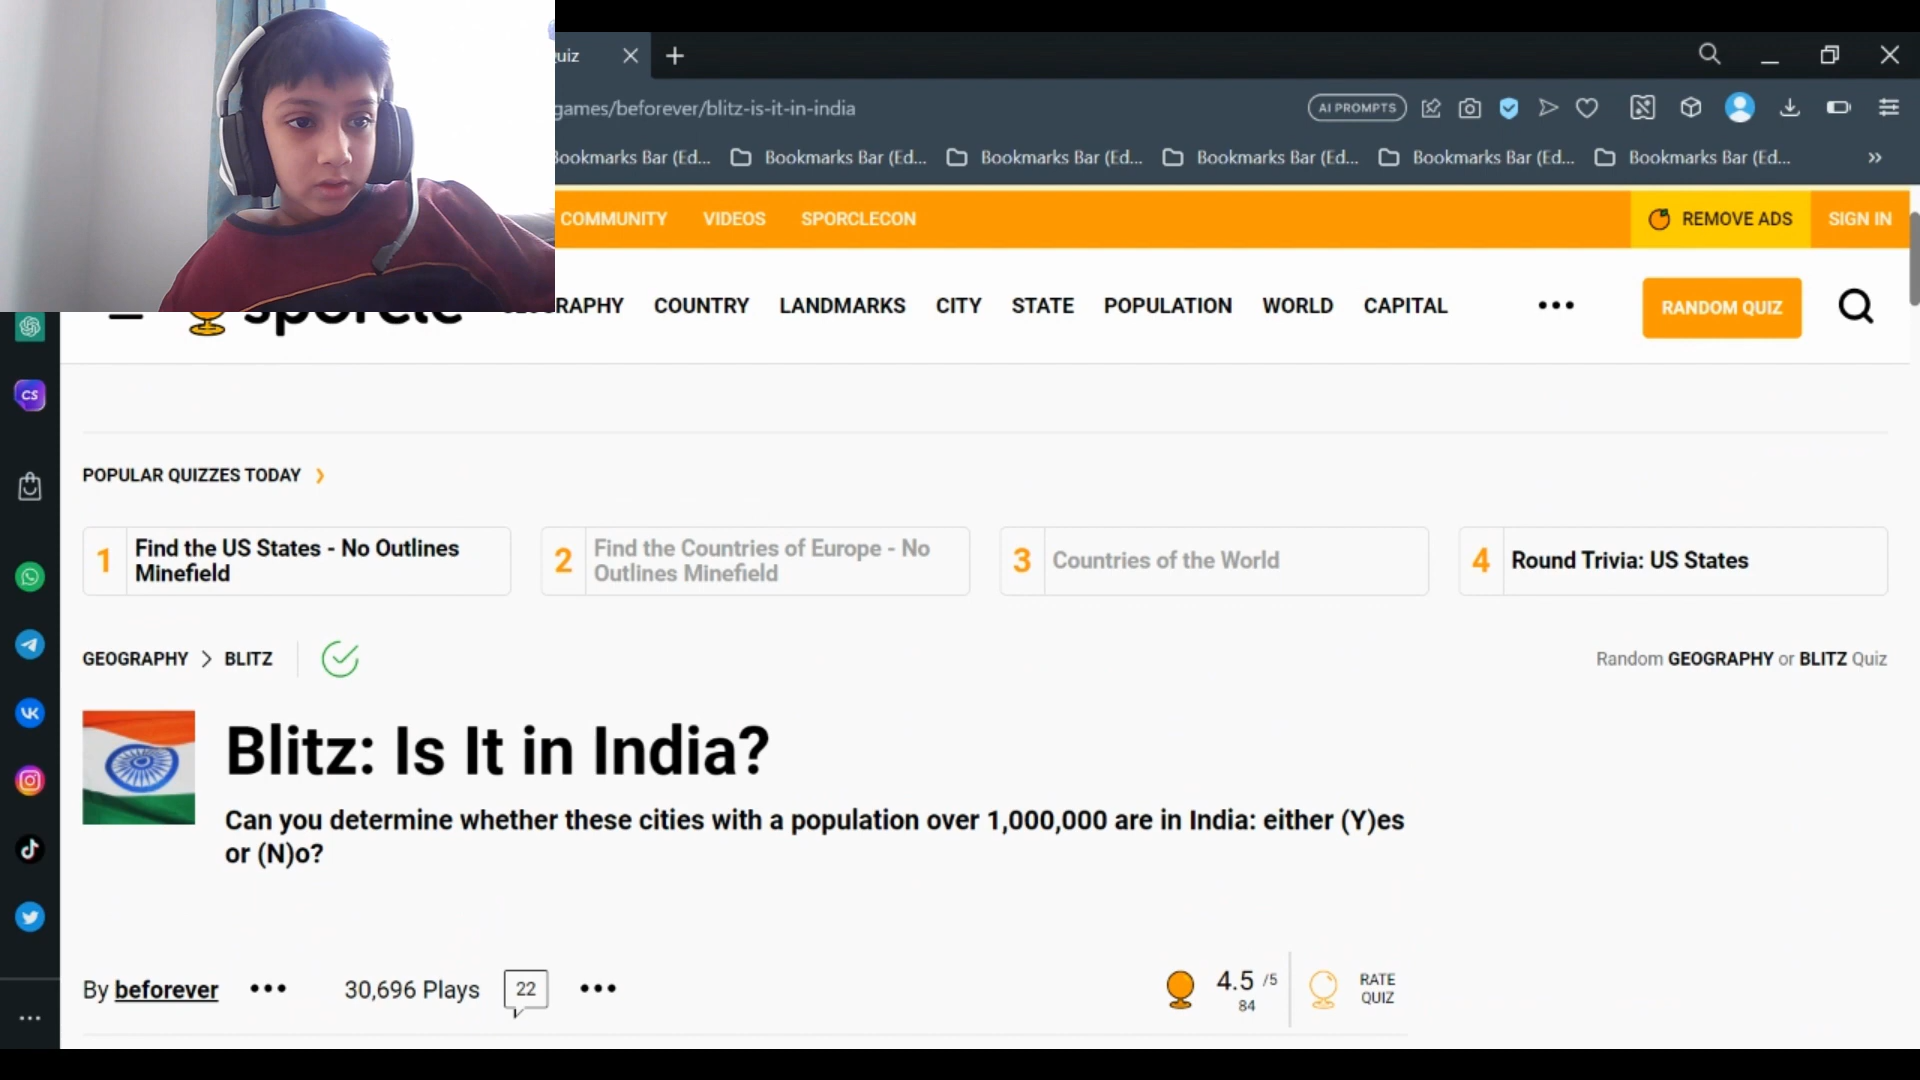 uiz
games/beforever/blitz-is-it-in-india
AI PROMPTS
Bookmarks Bar (Ed...
Bookmarks Bar (Ed...
Bookmarks Bar (Ed...
Bookmarks Bar (Ed...
Bookmarks Bar (Ed...
Bookmarks Bar (Ed...
COMMUNITY VIDEOS SPORCLECON REMOVE ADS SIGN IN
sporcle
RAPHY COUNTRY LANDMARKS CITY STATE POPULATION WORLD CAPITAL ••• RANDOM QUIZ
CS
POPULAR QUIZZES TODAY
1 Find the US States - No Outlines
Minefield
2 Find the Countries of Europe - No
Outlines Minefield
3 Countries of the World
4 Round Trivia: US States
GEOGRAPHY > BLITZ
Random GEOGRAPHY or BLITZ Quiz
Blitz: Is It in India?
Can you determine whether these cities with a population over 1,000,000 are in India: either (Y)es
or (N)o?
By beforever ••• 30,696 Plays 22 •••
4.5 /5
84
RATE
QUIZ